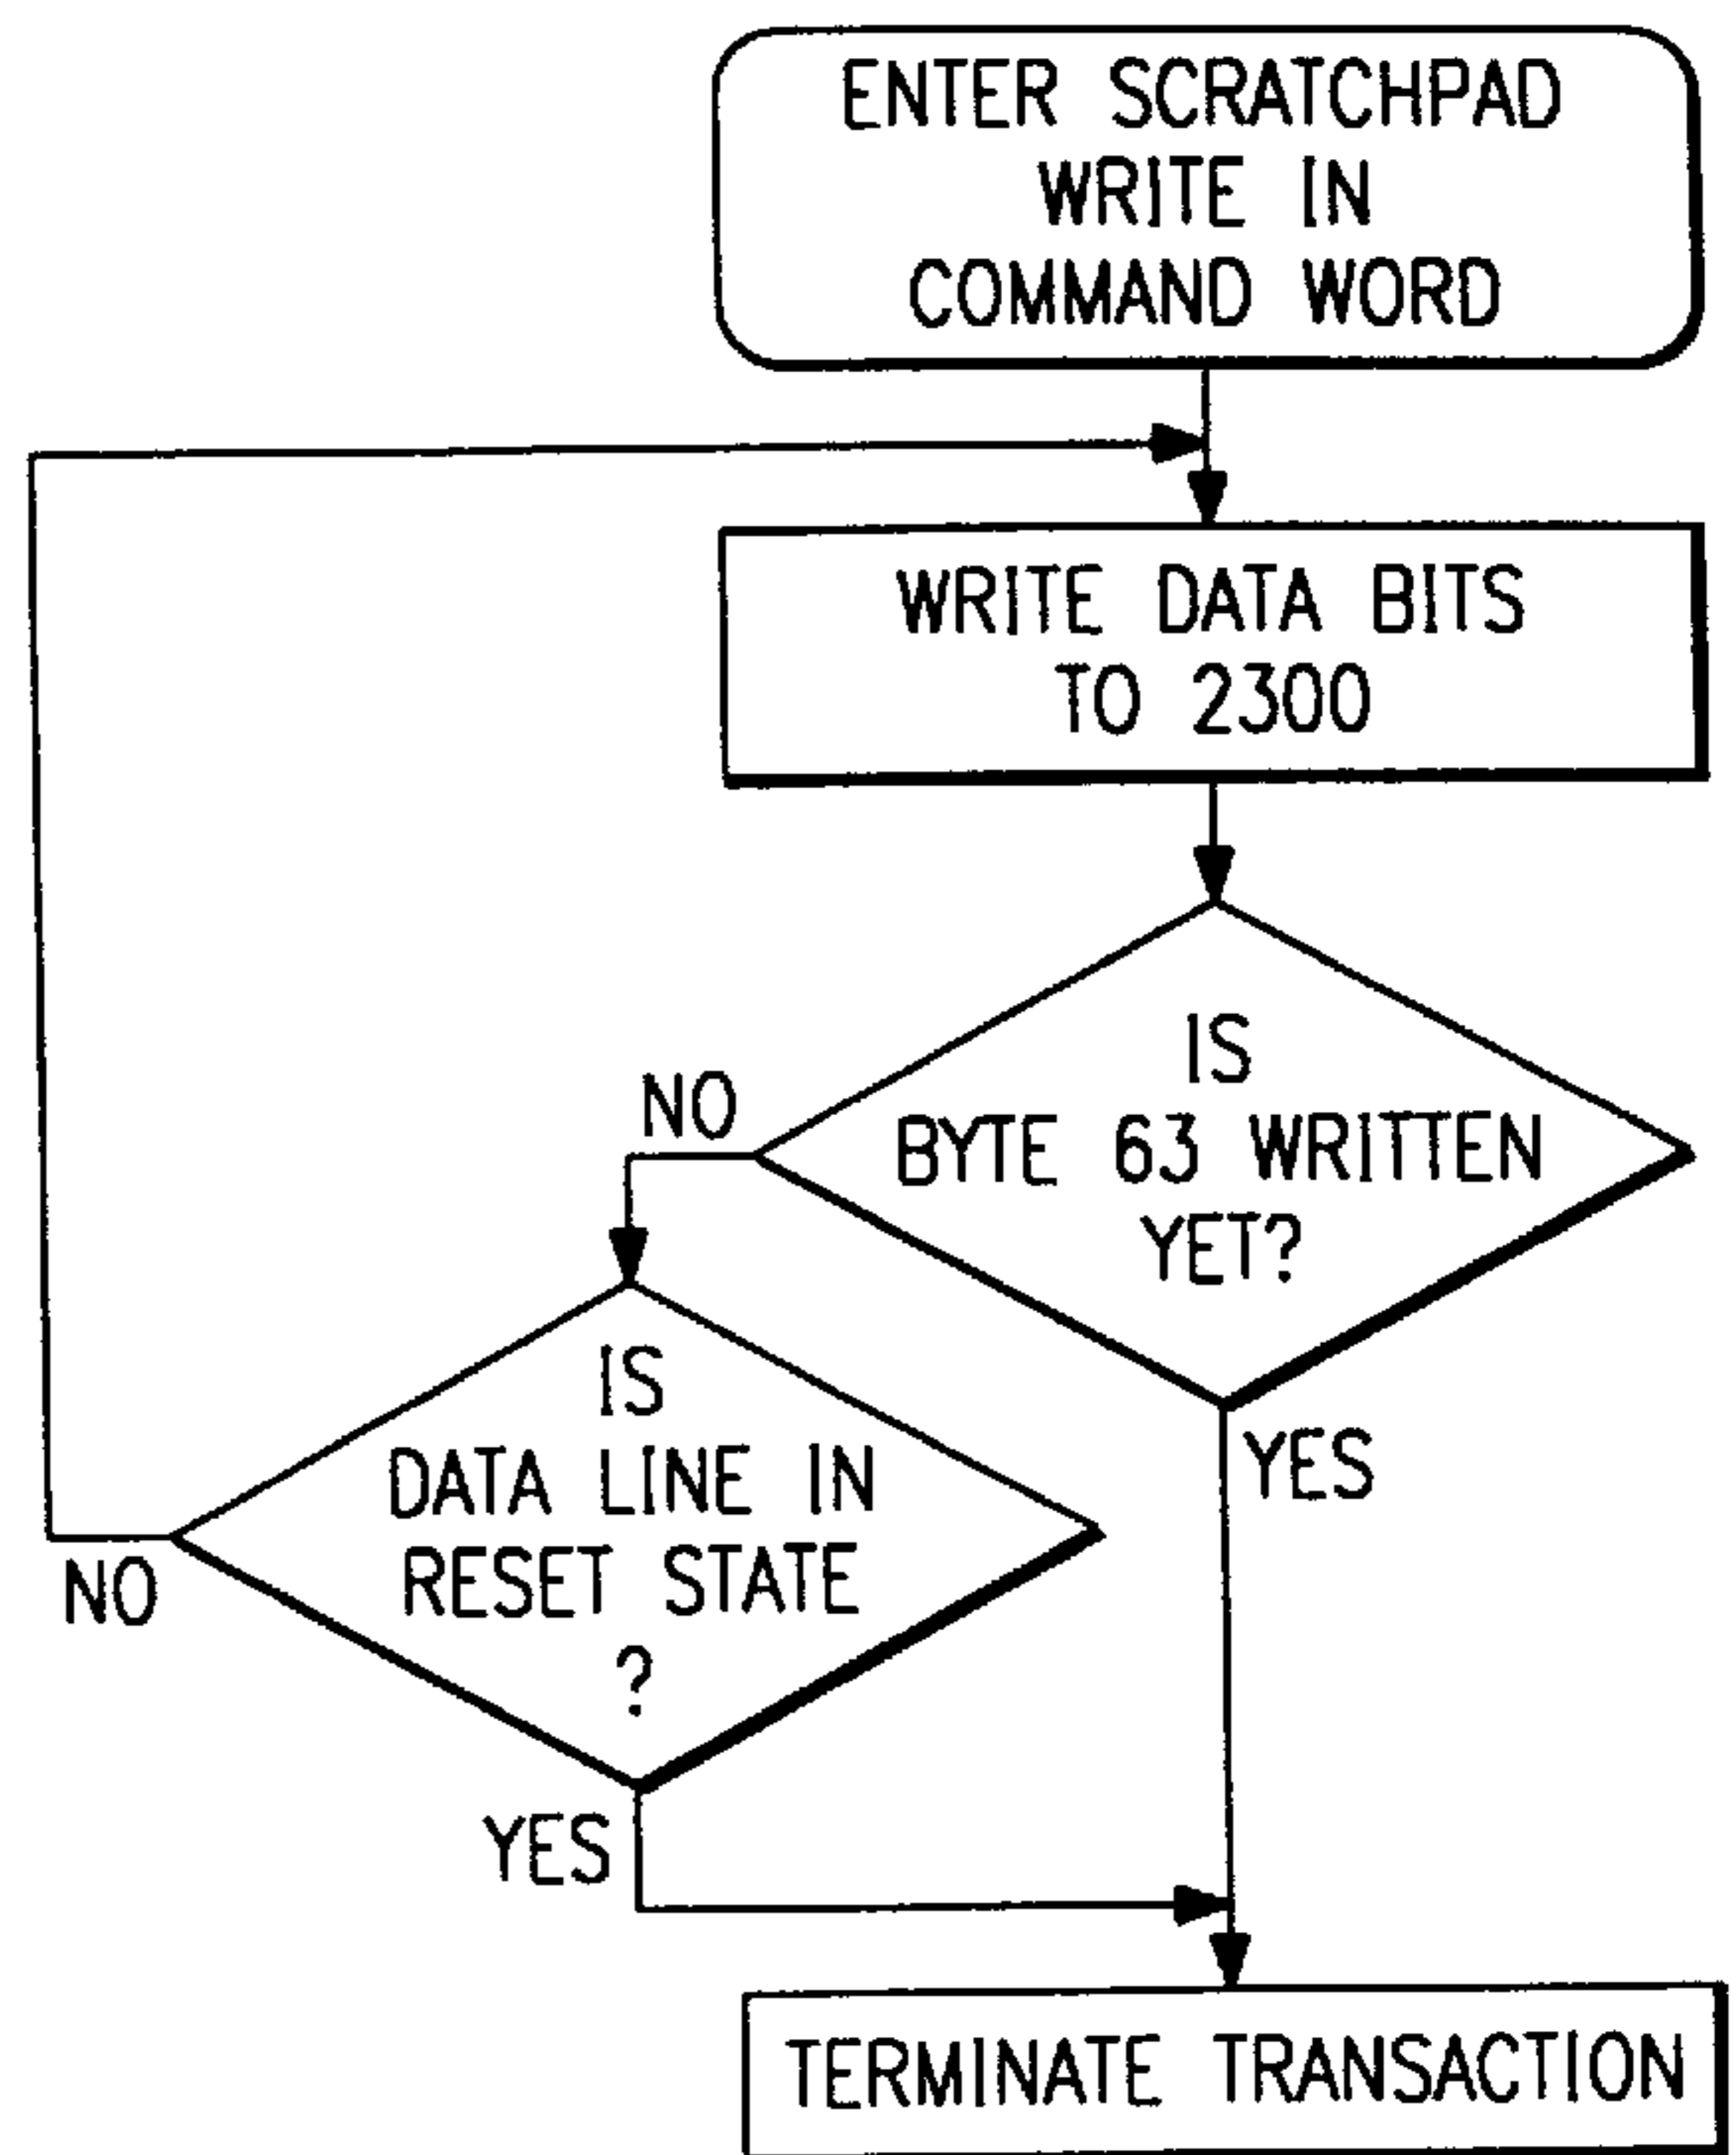 ENTER SCRATCHPAD
WRITE IN
COMMAND WORD
WRITE DATA BITS
TO 2300
IS
BYTE 63 WRITTEN
YET?
NO
YES
IS
DATA LINE IN
RESET STATE
?
NO
YES
TERMINATE TRANSACTION